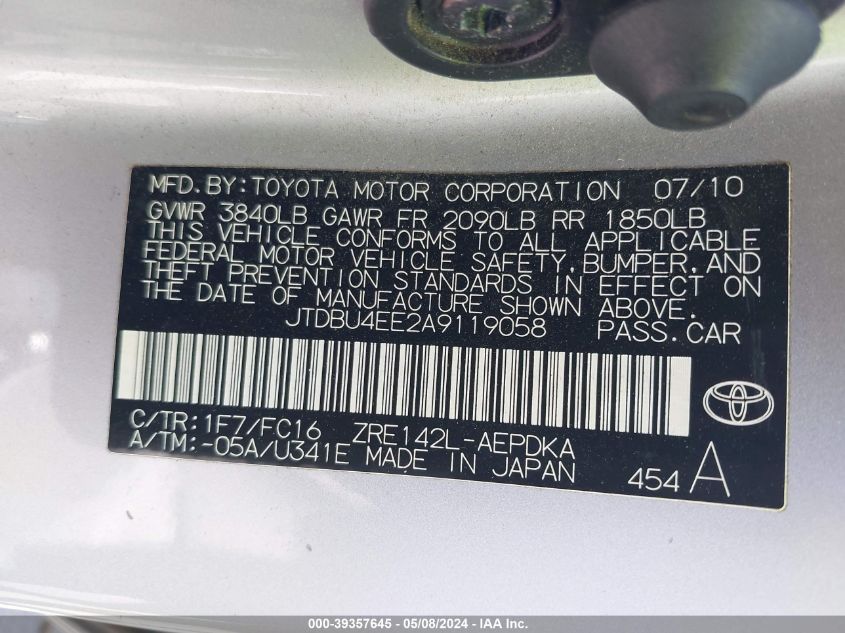 MFD. BY: TOYOTA MOTOR CORPORATION 07/10
GVWR 3840LB GAWR FR 2090LB RR 1850LB
THIS VEHICLE CONFORMS TO ALL APPLICABLE
FEDERAL MOTOR VEHICLE SAFETY, BUMPER, AND
THEFT PREVENTION STANDARDS IN EFFECT ON
THE DATE OF MANUFACTURE SHOWN ABOVE.
JTDBU4EE2A9119058 PASS. CAR
C/TR: 1F7/FC16 ZRE142L-AEPDKA
A/TM: -05A/U341E MADE IN JAPAN
454 A
000-39357645 - 05/08/2024 - IAA Inc.